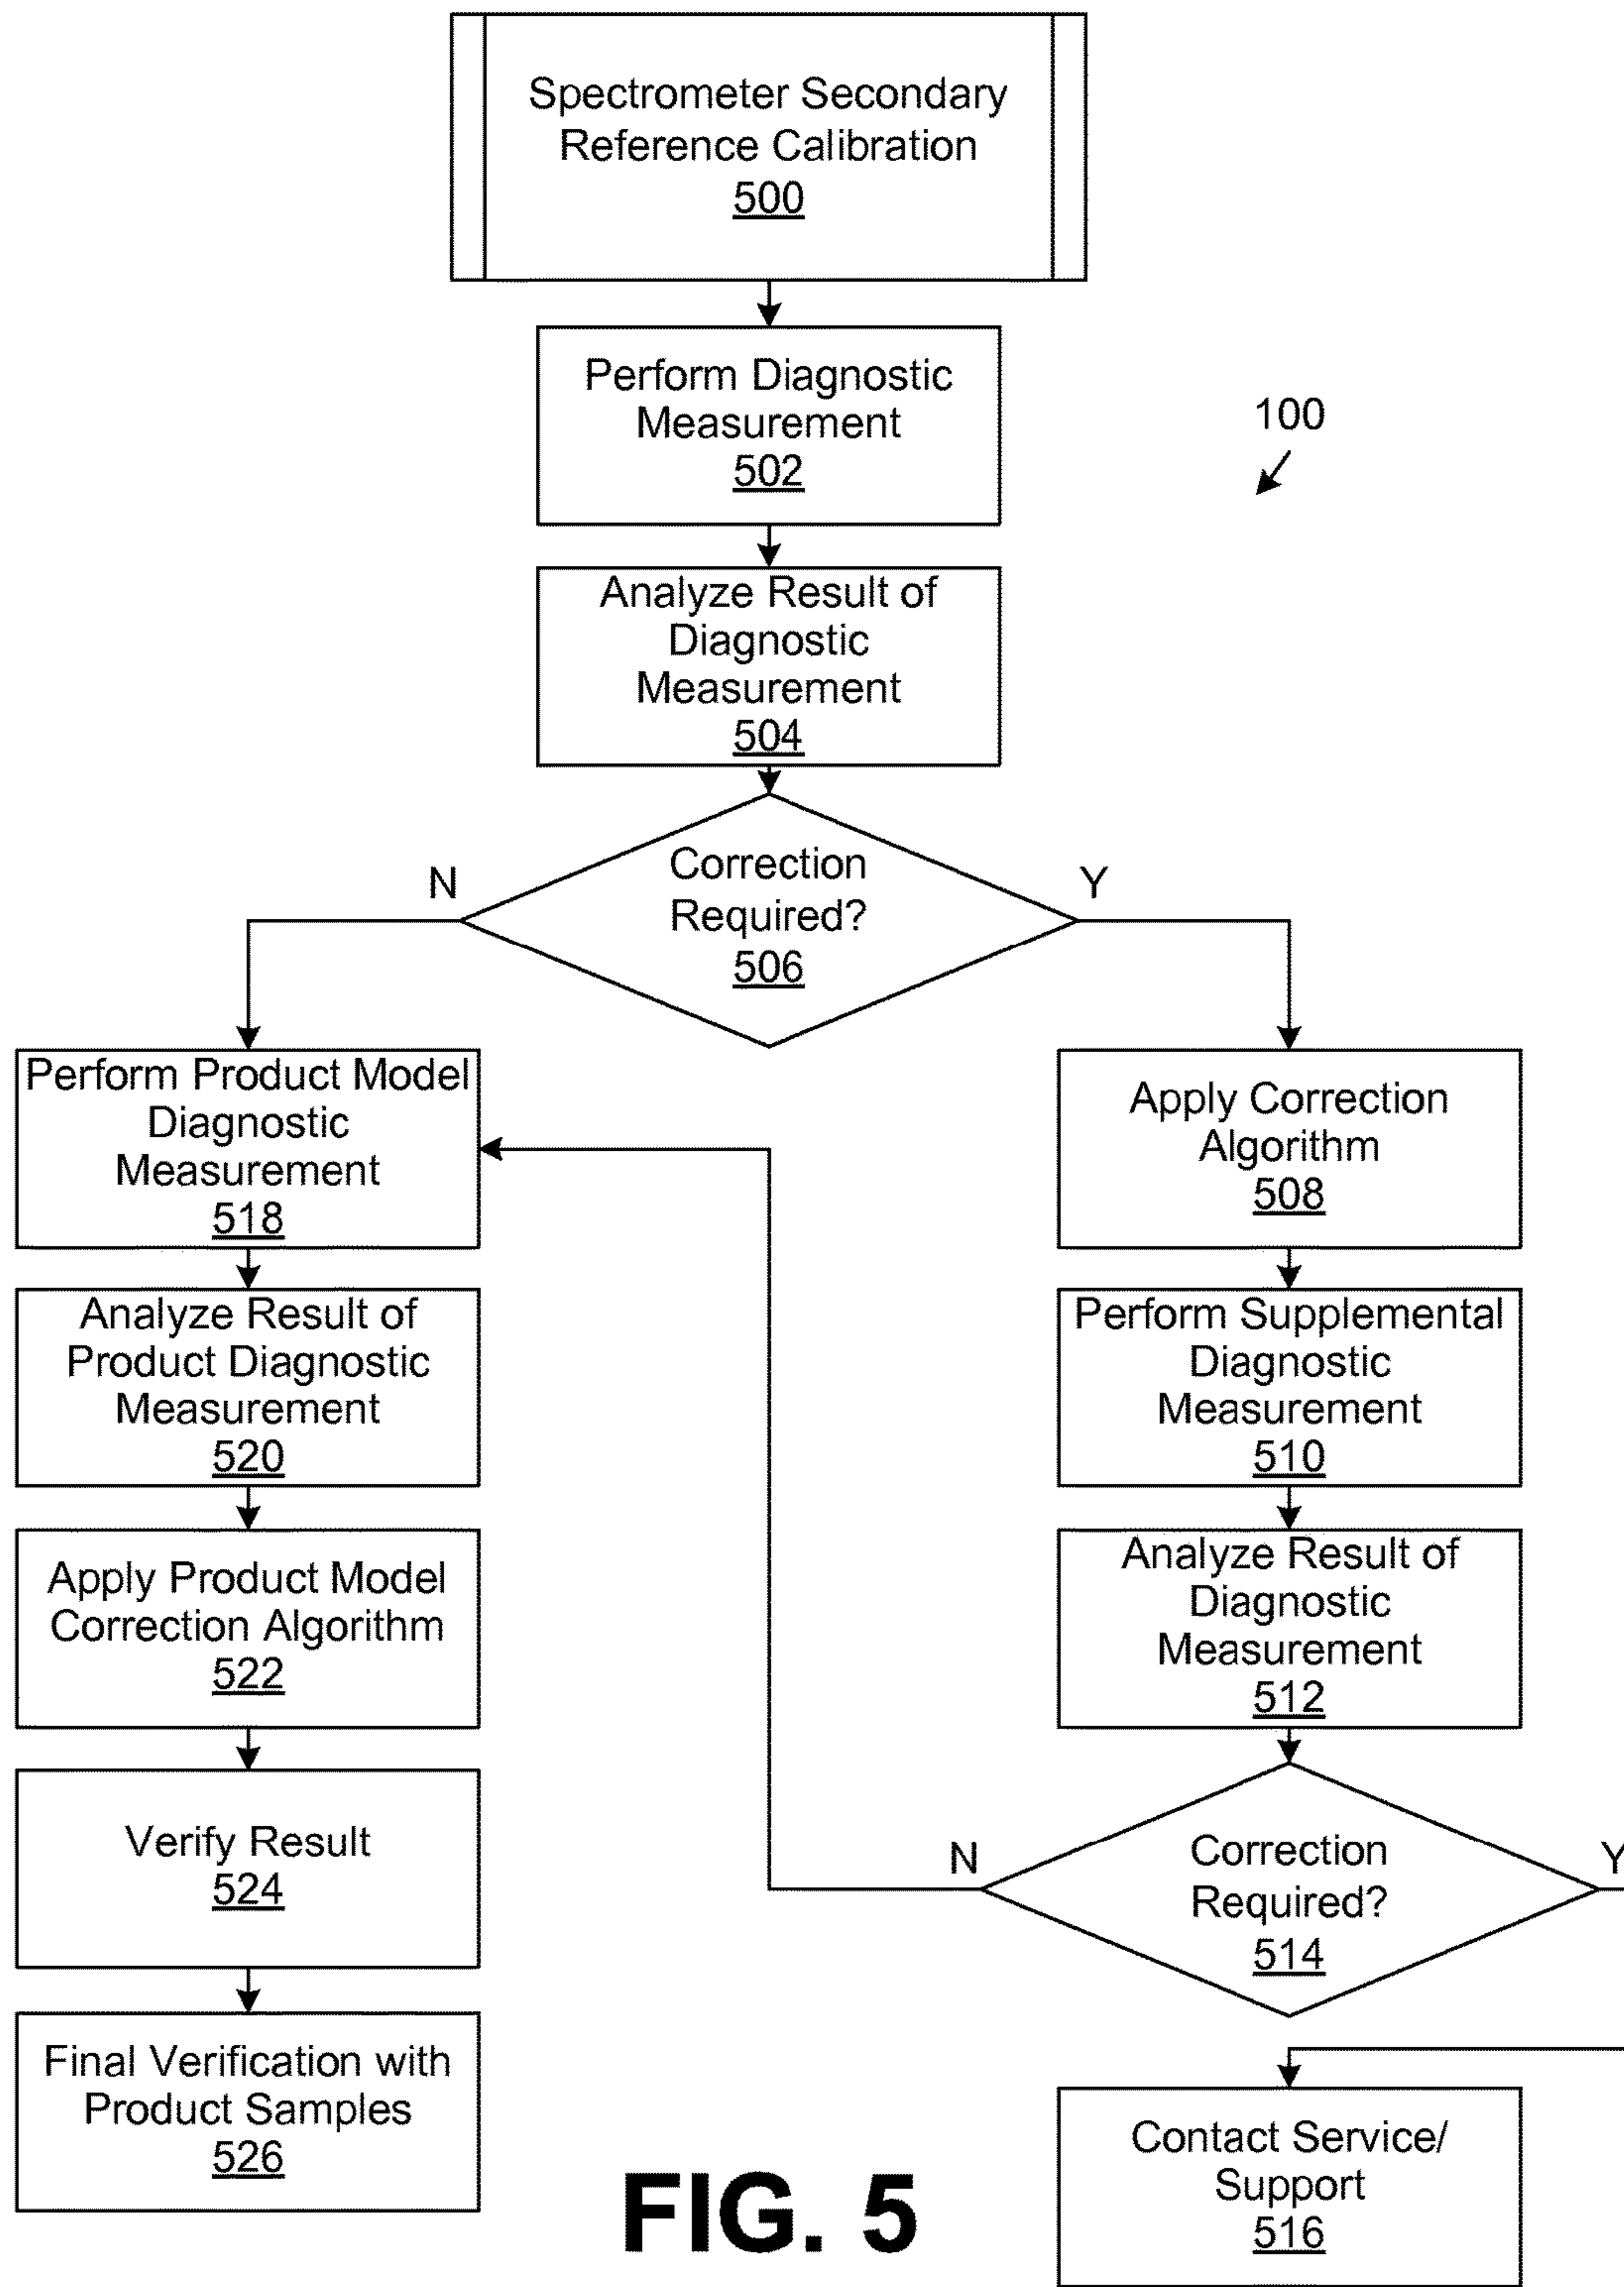 Spectrometer Secondary
Reference Calibration
500
Perform Diagnostic
Measurement
502
100
Analyze Result of
Diagnostic
Measurement
504
Correction
Required?
506
N
Y
Perform Product Model
Diagnostic
Measurement
518
Analyze Result of
Product Diagnostic
Measurement
520
Apply Product Model
Correction Algorithm
522
Verify Result
524
Final Verification with
Product Samples
526
Apply Correction
Algorithm
508
Perform Supplemental
Diagnostic
Measurement
510
Analyze Result of
Diagnostic
Measurement
512
Correction
Required?
514
N
Y
Contact Service/
Support
516
FIG. 5